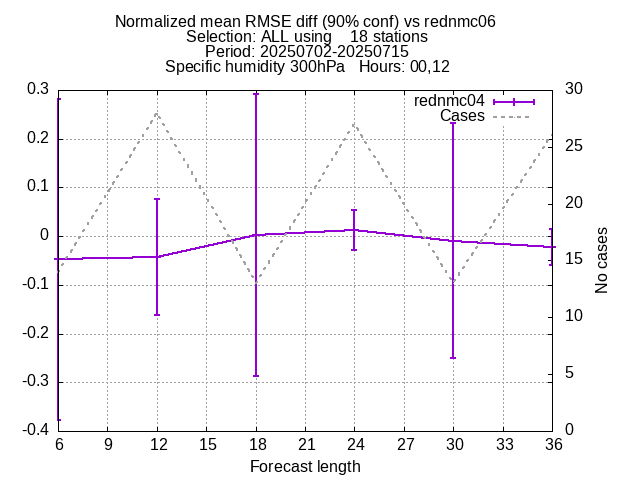 Normalized mean RMSE diff (90% conf) vs rednmc06
Selection: ALL using    18 stations
Period: 20250702-20250715
Specific humidity 300hPa   Hours: 00,12
rednmc04
Cases
0.3
0.2
0.1
0
-0.1
-0.2
-0.3
-0.4
30
25
20
15
10
5
0
No cases
6 9 12 15 18 21 24 27 30 33 36
Forecast length